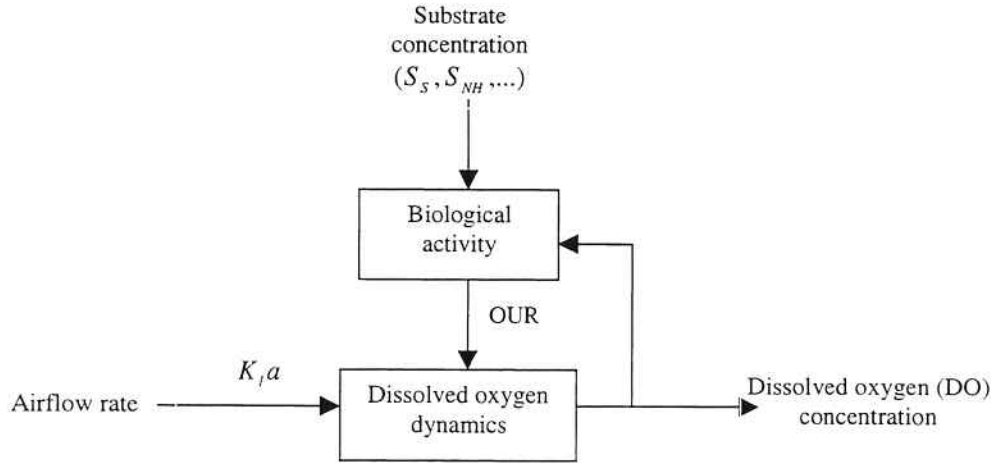 Substrate
concentration
(S_S, S_NH,...)
Biological
activity
OUR
K_l a
Airflow rate
Dissolved oxygen
dynamics
Dissolved oxygen (DO)
concentration